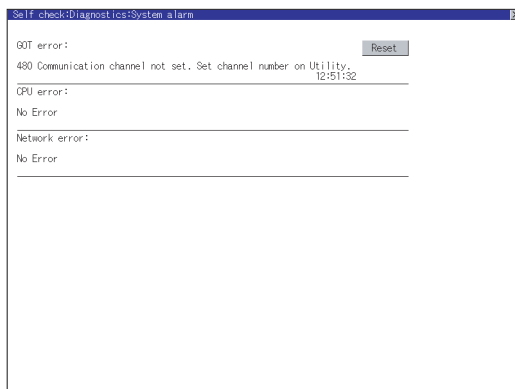 Self check:Diagnostics:System alarm
GOT error:
Reset
480 Communication channel not set. Set channel number on Utility.
12:51:32
CPU error:
No Error
Network error:
No Error